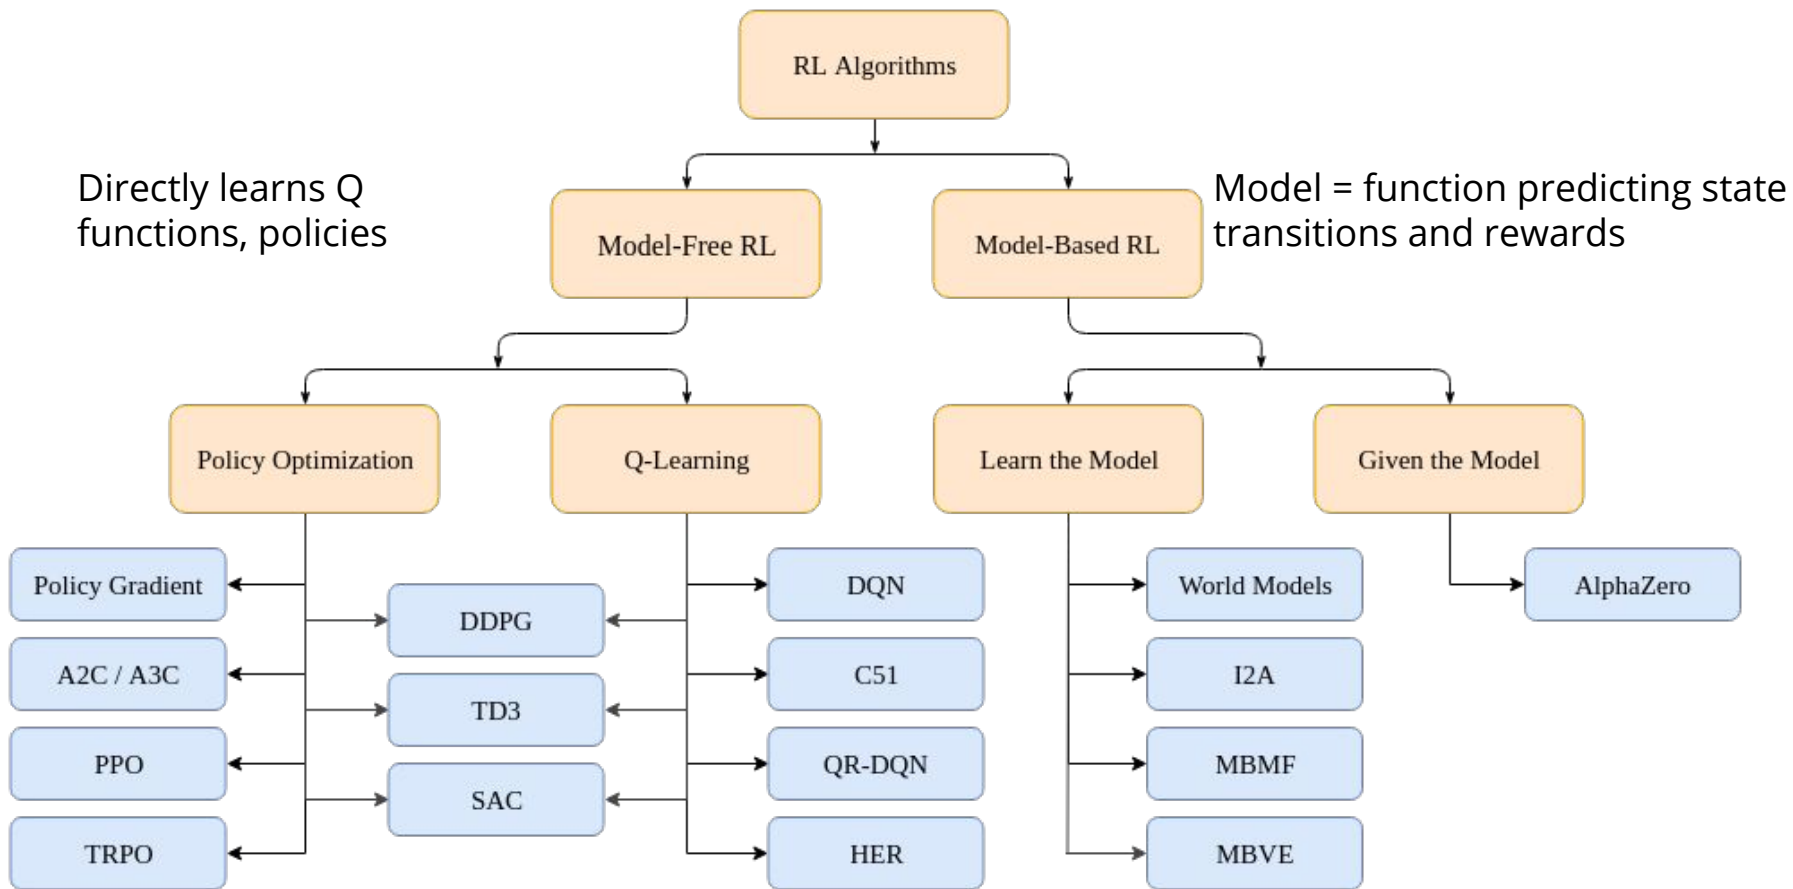 RL Algorithms
Directly learns Q
functions, policies
Model-Free RL
Model-Based RL
Model = function predicting state
transitions and rewards
Policy Optimization
Q-Learning
Learn the Model
Given the Model
Policy Gradient
A2C / A3C
PPO
TRPO
DDPG
TD3
SAC
DQN
C51
QR-DQN
HER
World Models
I2A
MBMF
MBVE
AlphaZero